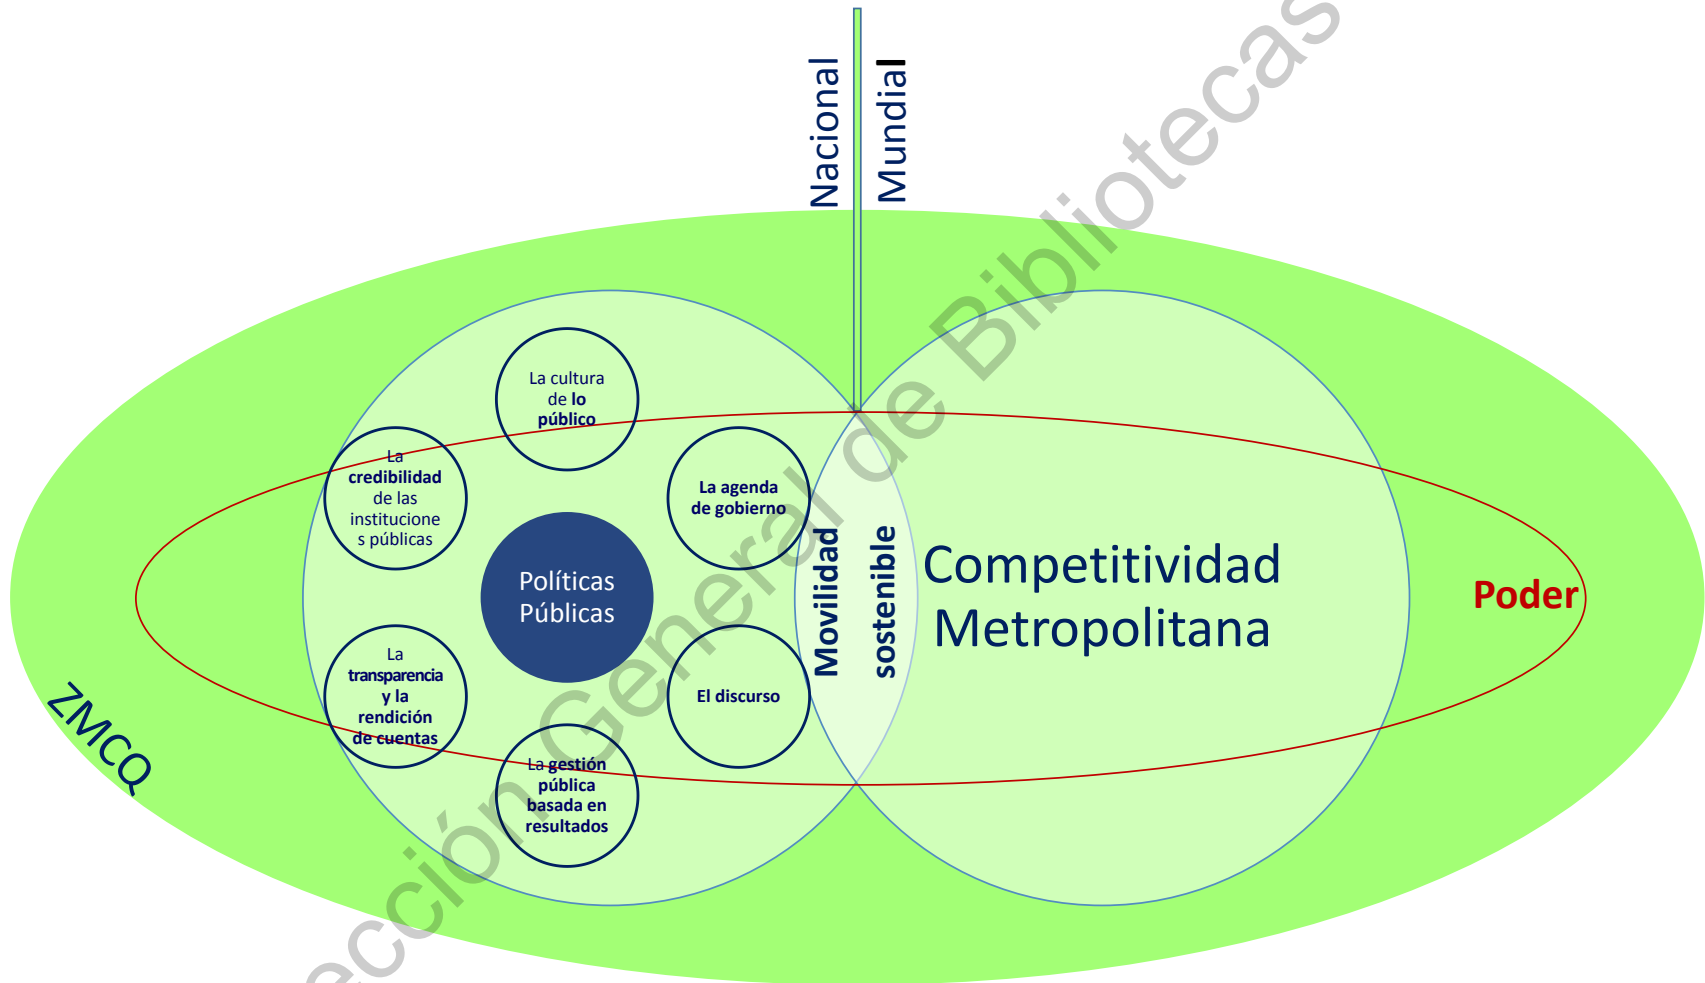 Nacional
Mundial
La cultura
de lo
público
La
credibilidad
de las
institucione
s públicas
La agenda
de gobierno
Políticas
Públicas
La
transparencia
y la
rendición
de cuentas
El discurso
La gestión
pública
basada en
resultados
Movilidad
sostenible
Competitividad
Metropolitana
Poder
ZMCQ
ección General de Bibliotecas